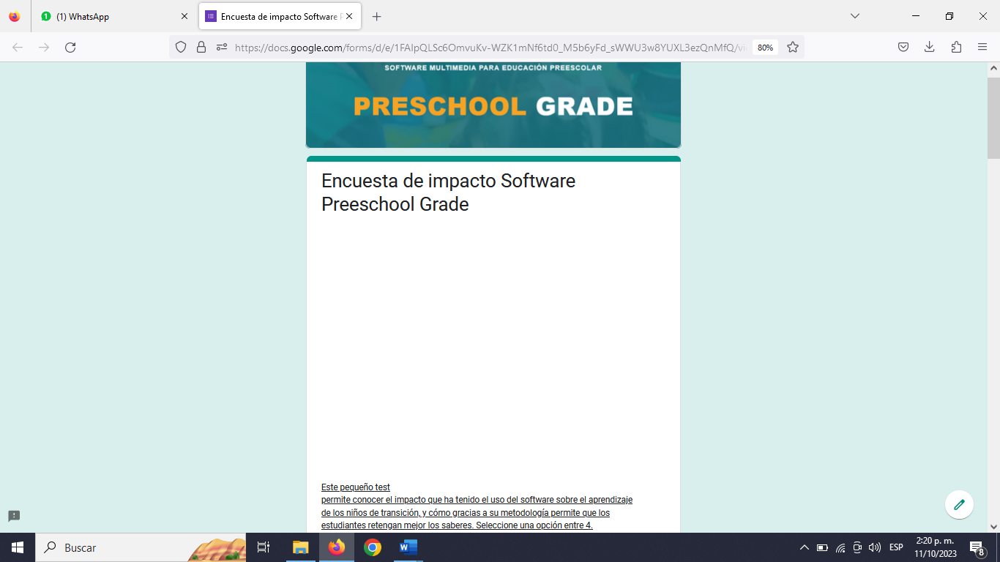 (1) WhatsApp
Encuesta de impacto Software P
https://docs.google.com/forms/d/e/1FAIpQLSc6OmvuKv-WZK1mNf6td0_M5b6yFd_sWWU3w8YUXL3ezQnMfQ/vi
80%
SOFTWARE MULTIMEDIA PARA EDUCACIÓN PREESCOLAR
PRESCHOOL GRADE
Encuesta de impacto Software
Preeschool Grade
Este pequeño test
permite conocer el impacto que ha tenido el uso del software sobre el aprendizaje
de los niños de transición, y cómo gracias a su metodología permite que los
estudiantes retengan mejor los saberes. Seleccione una opción entre 4.
Buscar
ESP
2:20 p. m.
11/10/2023
8